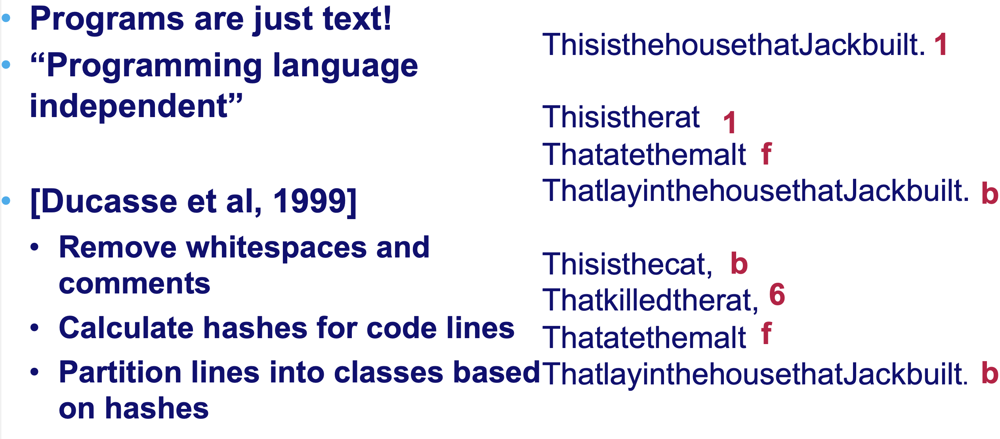 • Programs are just text!
• “Programming language
independent”
• [Ducasse et al, 1999]
• Remove whitespaces and
comments
• Calculate hashes for code lines
• Partition lines into classes based
on hashes
ThisisthehousethatJackbuilt. 1
Thisistherat 1
Thatatethemalt f
ThatlayinthehousethatJackbuilt. b
Thisisthecat, b
Thatkilledtherat, 6
Thatatethemalt f
ThatlayinthehousethatJackbuilt. b